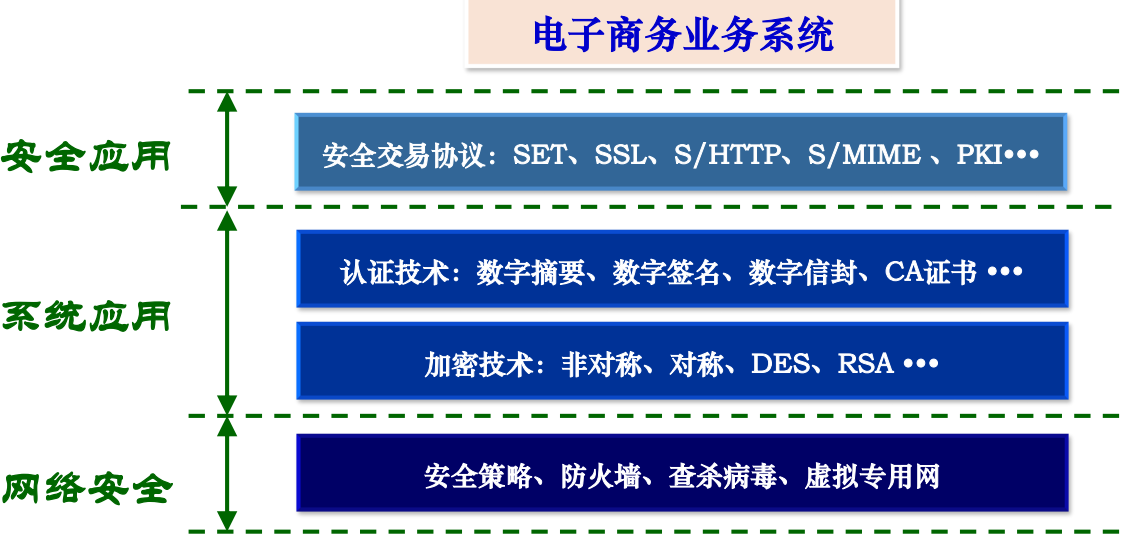 电子商务业务系统
安全应用
安全交易协议：SET、SSL、S/HTTP、S/MIME 、PKI•••
系统应用
认证技术：数字摘要、数字签名、数字信封、CA证书 •••
加密技术：非对称、对称、DES、RSA •••
网络安全
安全策略、防火墙、查杀病毒、虚拟专用网